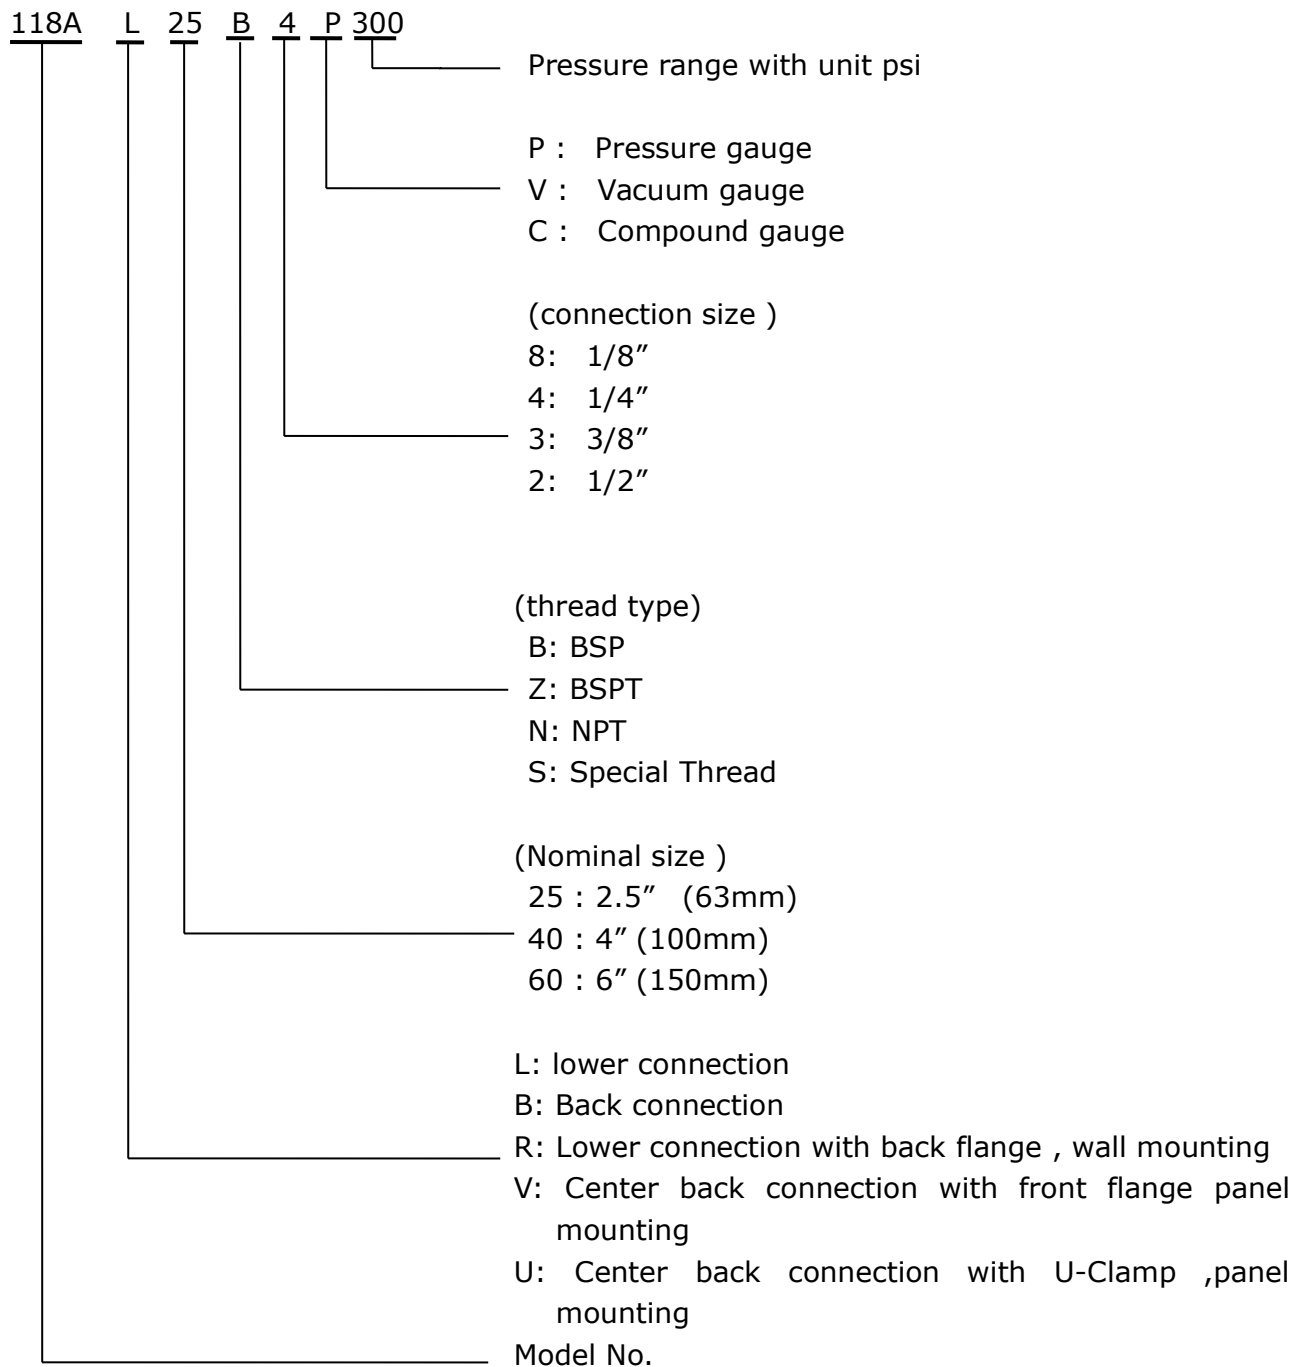 118A L 25 B 4 P 300
Pressure range with unit psi
P : Pressure gauge
V : Vacuum gauge
C : Compound gauge
(connection size )
8: 1/8″
4: 1/4″
3: 3/8″
2: 1/2″
(thread type)
B: BSP
Z: BSPT
N: NPT
S: Special Thread
(Nominal size )
25 : 2.5″ (63mm)
40 : 4″ (100mm)
60 : 6″ (150mm)
L: lower connection
B: Back connection
R: Lower connection with back flange , wall mounting
V: Center back connection with front flange panel
mounting
U: Center back connection with U-Clamp ,panel
mounting
Model No.